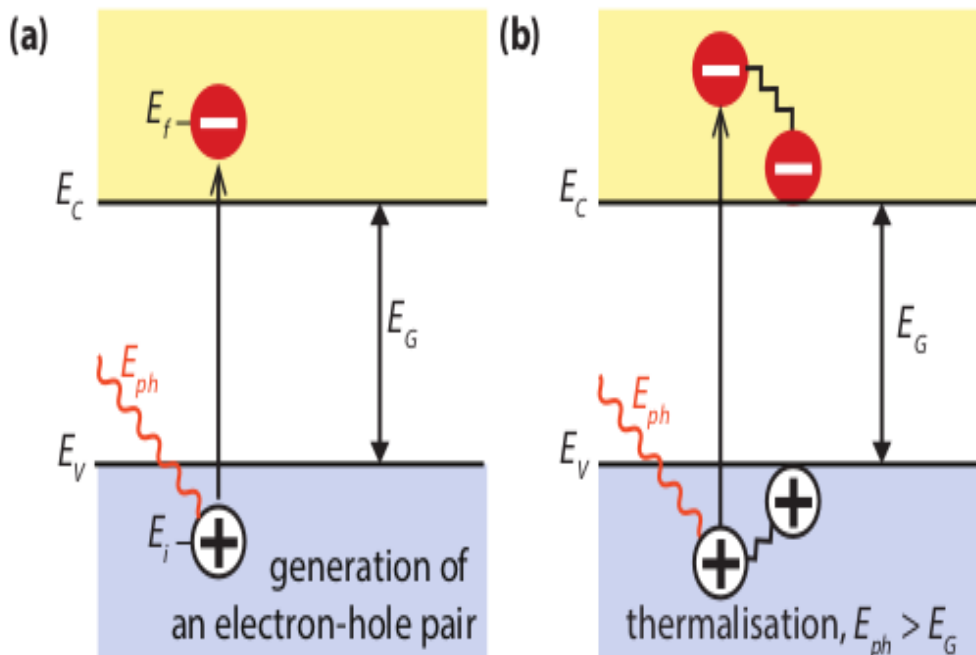 (a)
E_f
E_C
E_G
E_ph
E_V
E_i
generation of
an electron-hole pair
(b)
E_C
E_G
E_ph
E_V
thermalisation, E_ph > E_G